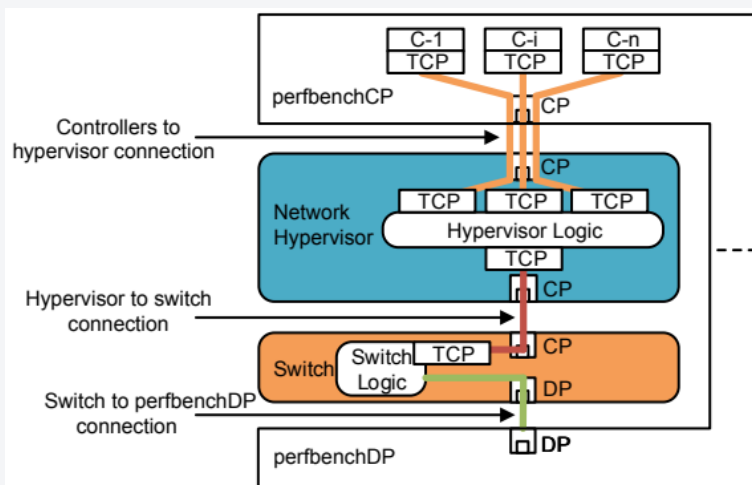 C-1
C-i
C-n
TCP
TCP
TCP
perfbenchCP
CP
Controllers to
hypervisor connection
CP
TCP
TCP
TCP
Network
Hypervisor
Hypervisor Logic
TCP
CP
Hypervisor to switch
connection
CP
TCP
Switch
Switch
Logic
DP
Switch to perfbenchDP
connection
DP
perfbenchDP